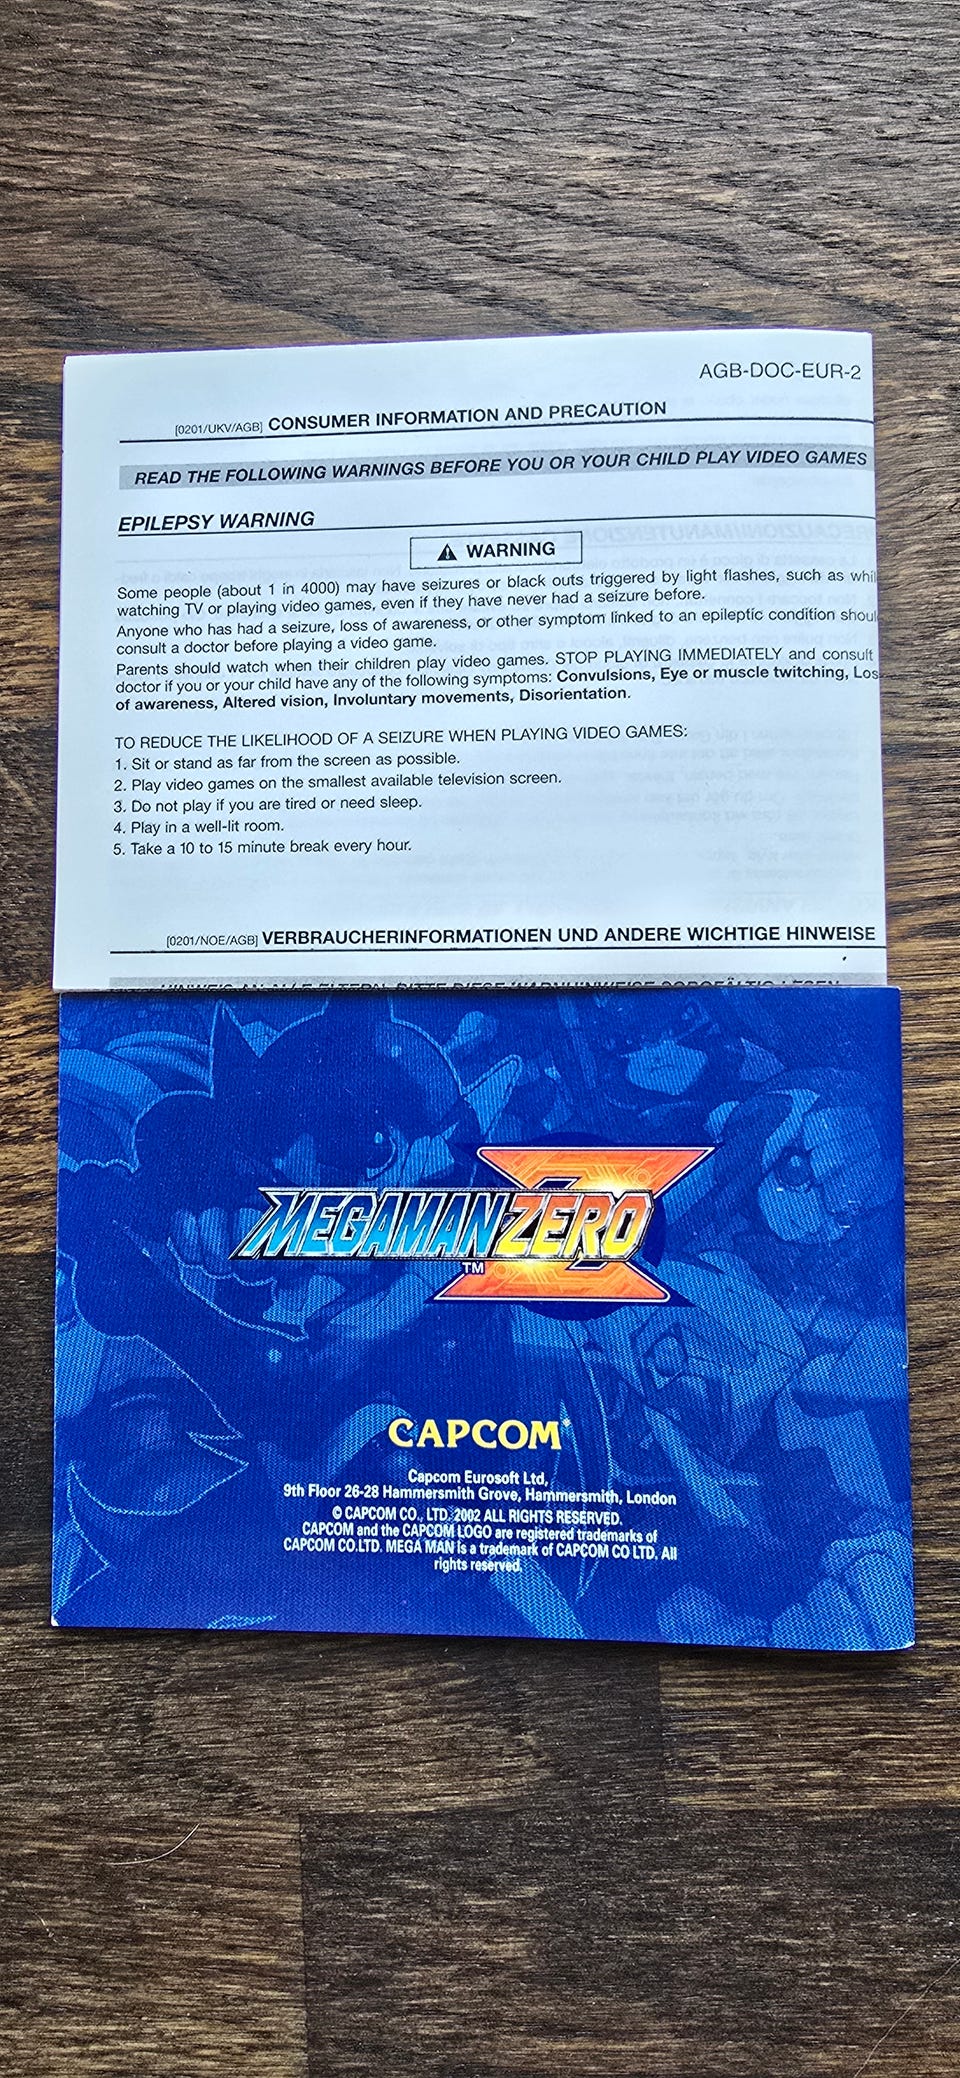 AGB-DOC-EUR-2
[0201/UKV/AGB] CONSUMER INFORMATION AND PRECAUTION
READ THE FOLLOWING WARNINGS BEFORE YOU OR YOUR CHILD PLAY VIDEO GAMES
EPILEPSY WARNING
WARNING
Some people (about 1 in 4000) may have seizures or black outs triggered by light flashes, such as whil
watching TV or playing video games, even if they have never had a seizure before.
Anyone who has had a seizure, loss of awareness, or other symptom linked to an epileptic condition shoul
consult a doctor before playing a video game.
Parents should watch when their children play video games. STOP PLAYING IMMEDIATELY and consult
doctor if you or your child have any of the following symptoms: Convulsions, Eye or muscle twitching, Los
of awareness, Altered vision, Involuntary movements, Disorientation.
TO REDUCE THE LIKELIHOOD OF A SEIZURE WHEN PLAYING VIDEO GAMES:
1. Sit or stand as far from the screen as possible.
2. Play video games on the smallest available television screen.
3. Do not play if you are tired or need sleep.
4. Play in a well-lit room.
5. Take a 10 to 15 minute break every hour.
[0201/NOE/AGB] VERBRAUCHERINFORMATIONEN UND ANDERE WICHTIGE HINWEISE
MEGAMAN ZERO
TM
CAPCOM
Capcom Eurosoft Ltd,
9th Floor 26-28 Hammersmith Grove, Hammersmith, London
© CAPCOM CO., LTD. 2002 ALL RIGHTS RESERVED.
CAPCOM and the CAPCOM LOGO are registered trademarks of
CAPCOM CO.LTD. MEGA MAN is a trademark of CAPCOM CO LTD. All
rights reserved.